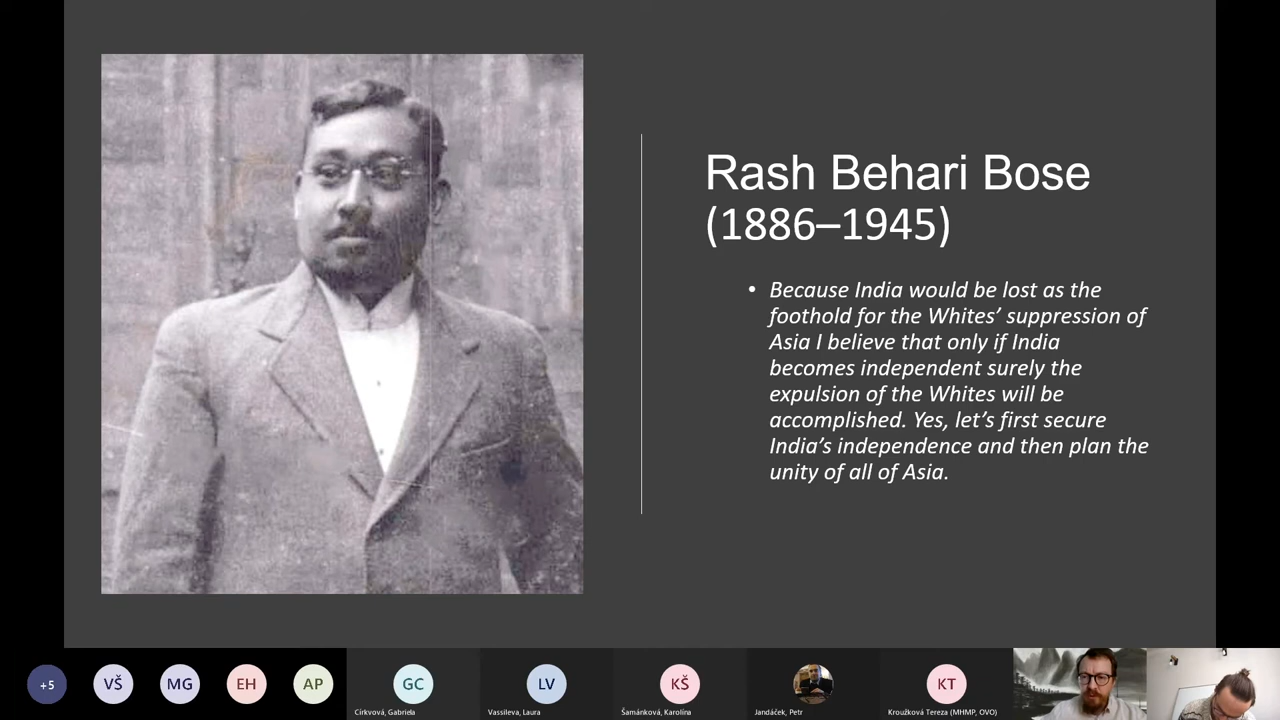 Rash Behari Bose
(1886–1945)
• Because India would be lost as the
foothold for the Whites’ suppression of
Asia I believe that only if India
becomes independent surely the
expulsion of the Whites will be
accomplished. Yes, let’s first secure
India’s independence and then plan the
unity of all of Asia.
+5 VŠ MG EH AP GC LV KŠ KT
Církvová, Gabriela Vassileva, Laura Šamánková, Karolína Jandáček, Petr Kroužková Tereza (MHMP, OVO)